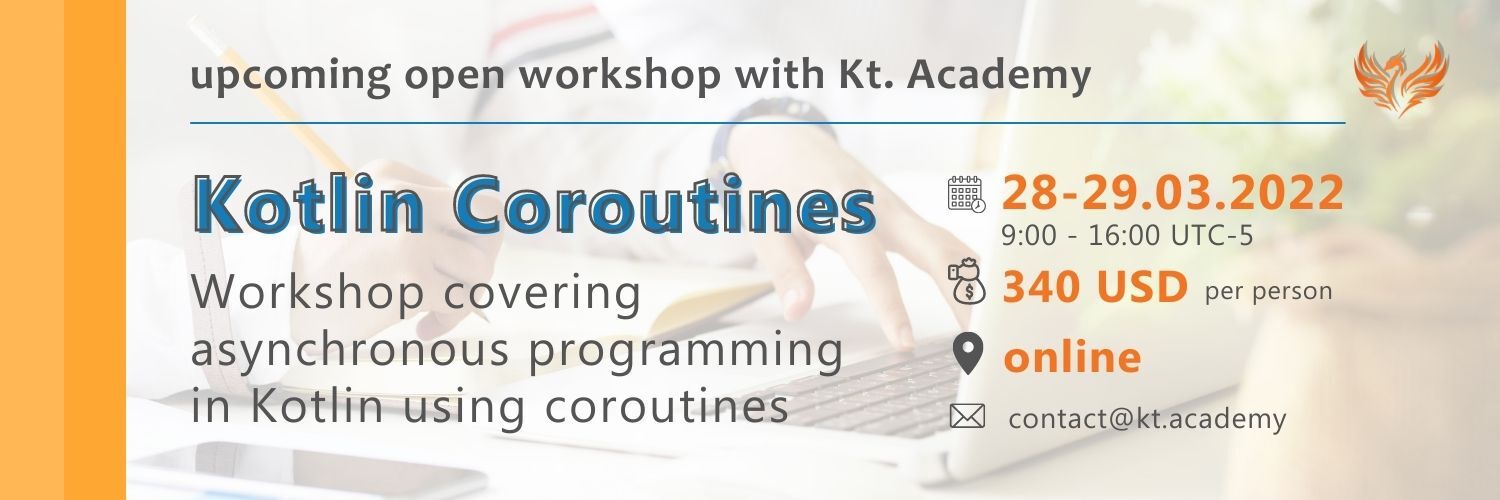 upcoming open workshop with Kt. Academy
Kotlin Coroutines
Workshop covering
asynchronous programming
in Kotlin using coroutines
28-29.03.2022
9:00 - 16:00 UTC-5
340 USD per person
online
contact@kt.academy